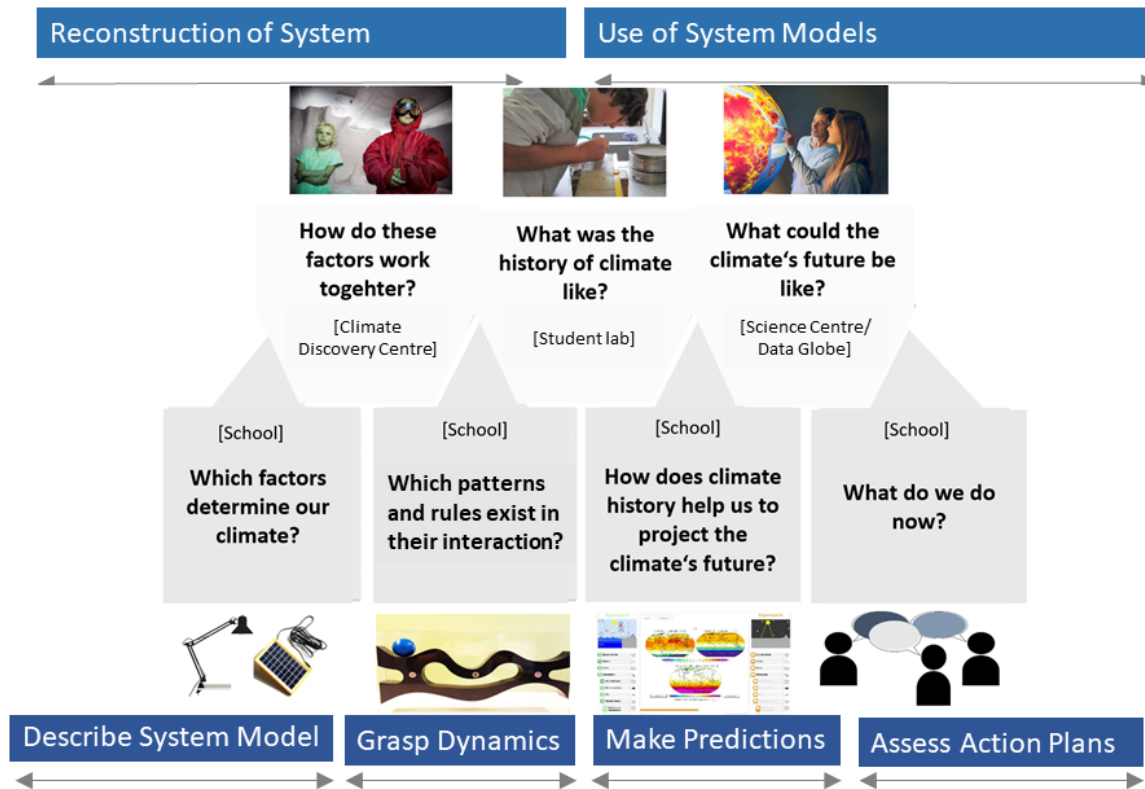 Reconstruction of System
Use of System Models
How do these
factors work
togehter?
[Climate
Discovery Centre]
What was the
history of climate
like?
[Student lab]
What could the
climate‘s future be
like?
[Science Centre/
Data Globe]
[School]
Which factors
determine our
climate?
[School]
Which patterns
and rules exist in
their interaction?
[School]
How does climate
history help us to
project the
climate‘s future?
[School]
What do we do
now?
Describe System Model
Grasp Dynamics
Make Predictions
Assess Action Plans